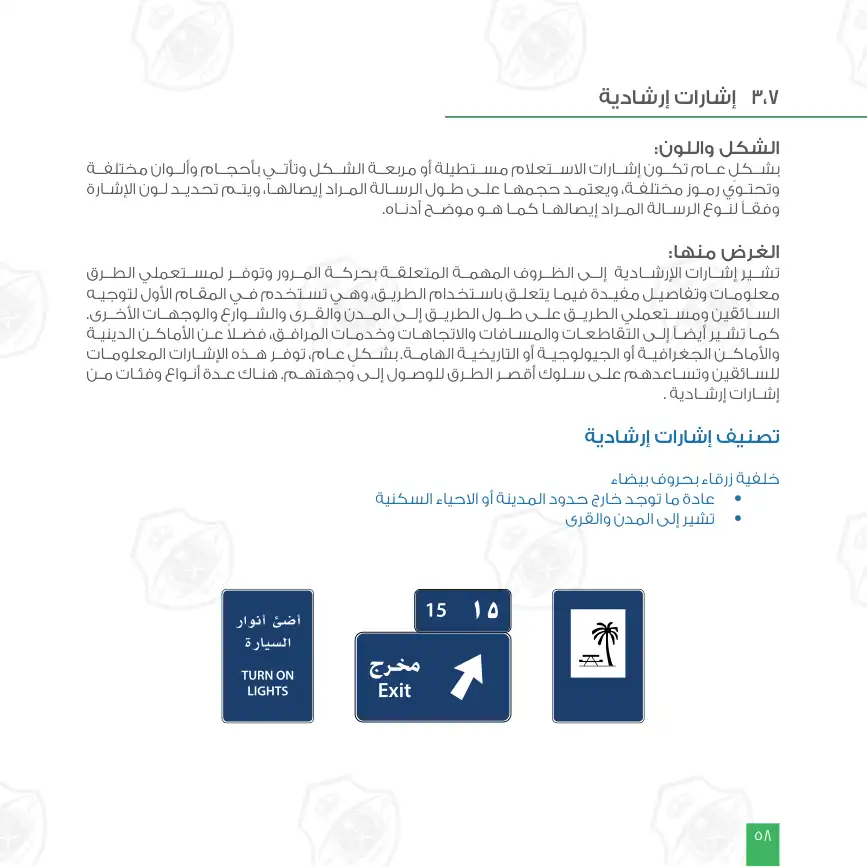 ٣،٧ إشارات إرشادية
الشكل واللون:
بشكلٍ عام تكون إشارات الاستعلام مستطيلة أو مربعة الشكل وتأتي بأحجام وألوان مختلفة
وتحتوي رموز مختلفة، ويعتمد حجمها على طول الرسالة المراد إيصالها، ويتم تحديد لون الإشارة
وفقاً لنوع الرسالة المراد إيصالها كما هو موضح أدناه.
الغرض منها:
تشير إشارات الإرشادية إلى الظروف المهمة المتعلقة بحركة المرور وتوفر لمستعملي الطرق
معلومات وتفاصيل مفيدة فيما يتعلق باستخدام الطريق، وهي تستخدم في المقام الأول لتوجيه
السائقين ومستعملي الطريق على طول الطريق إلى المدن والقرى والشوارع والوجهات الأخرى.
كما تشير أيضاً إلى التقاطعات والمسافات والاتجاهات وخدمات المرافق، فضلاً عن الأماكن الدينية
والأماكن الجغرافية أو الجيولوجية أو التاريخية الهامة. بشكلٍ عام، توفر هذه الإشارات المعلومات
للسائقين وتساعدهم على سلوك أقصر الطرق للوصول إلى وجهتهم. هناك عدة أنواع وفئات من
إشارات إرشادية .
تصنيف إشارات إرشادية
خلفية زرقاء بحروف بيضاء
• عادة ما توجد خارج حدود المدينة أو الاحياء السكنية
• تشير إلى المدن والقرى
15 ١٥
مخرج
Exit
أضئ أنوار
السيارة
TURN ON
LIGHTS
٥٨